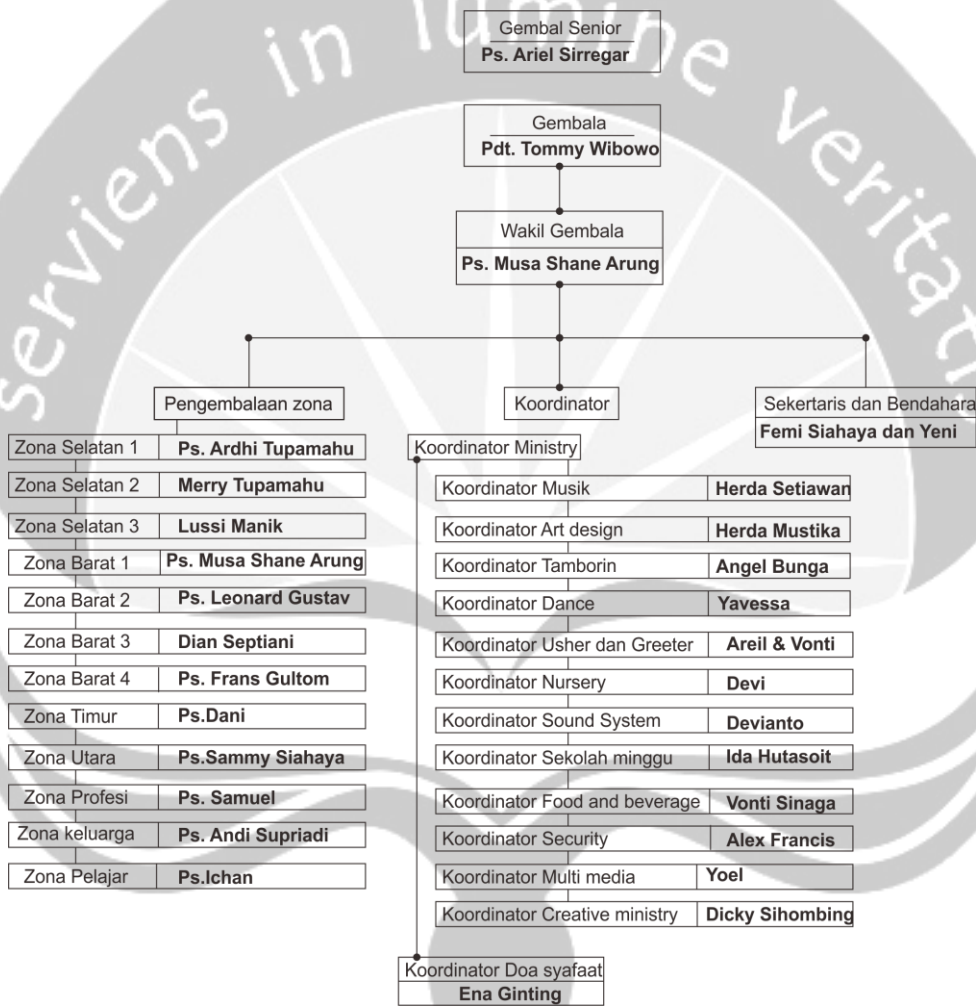 serviens in lumine veritatis
Gembal Senior
Ps. Ariel Sirregar
Gembala
Pdt. Tommy Wibowo
Wakil Gembala
Ps. Musa Shane Arung
Pengembalaan zona
Koordinator
Sekertaris dan Bendahara
Femi Siahaya dan Yeni
Zona Selatan 1 Ps. Ardhi Tupamahu
Zona Selatan 2 Merry Tupamahu
Zona Selatan 3 Lussi Manik
Zona Barat 1 Ps. Musa Shane Arung
Zona Barat 2 Ps. Leonard Gustav
Zona Barat 3 Dian Septiani
Zona Barat 4 Ps. Frans Gultom
Zona Timur Ps.Dani
Zona Utara Ps.Sammy Siahaya
Zona Profesi Ps. Samuel
Zona keluarga Ps. Andi Supriadi
Zona Pelajar Ps.Ichan
Koordinator Ministry
Koordinator Musik Herda Setiawan
Koordinator Art design Herda Mustika
Koordinator Tamborin Angel Bunga
Koordinator Dance Yavessa
Koordinator Usher dan Greeter Areil & Vonti
Koordinator Nursery Devi
Koordinator Sound System Devianto
Koordinator Sekolah minggu Ida Hutasoit
Koordinator Food and beverage Vonti Sinaga
Koordinator Security Alex Francis
Koordinator Multi media Yoel
Koordinator Creative ministry Dicky Sihombing
Koordinator Doa syafaat
Ena Ginting